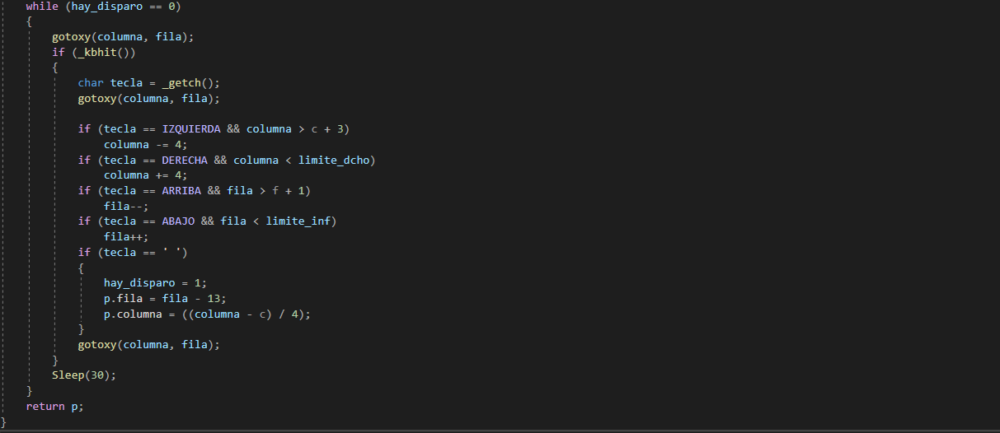 while (hay_disparo == 0)
{
gotoxy(columna, fila);
if (_kbhit())
{
char tecla = _getch();
gotoxy(columna, fila);
if (tecla == IZQUIERDA && columna > c + 3)
columna -= 4;
if (tecla == DERECHA && columna < limite_dcho)
columna += 4;
if (tecla == ARRIBA && fila > f + 1)
fila--;
if (tecla == ABAJO && fila < limite_inf)
fila++;
if (tecla == ' ')
{
hay_disparo = 1;
p.fila = fila - 13;
p.columna = ((columna - c) / 4);
}
gotoxy(columna, fila);
}
Sleep(30);
}
return p;
}